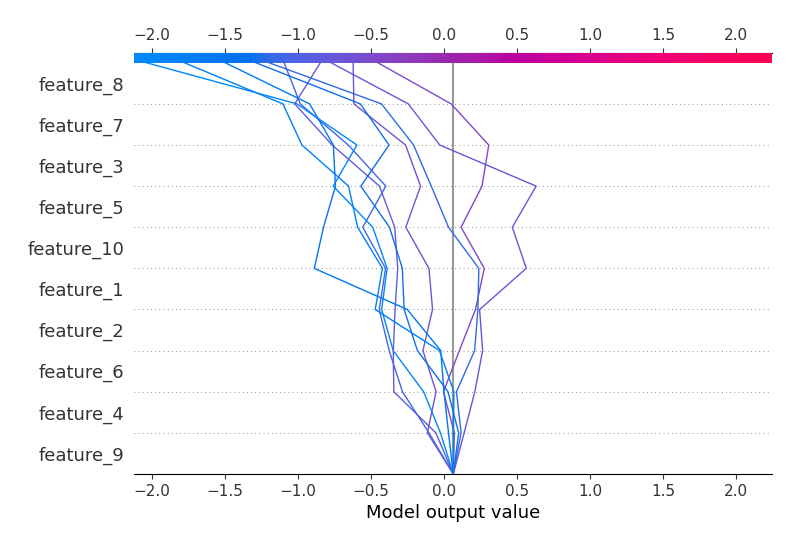 −2.0 −1.5 −1.0 −0.5 0.0 0.5 1.0 1.5 2.0
feature_8
feature_7
feature_3
feature_5
feature_10
feature_1
feature_2
feature_6
feature_4
feature_9
−2.0 −1.5 −1.0 −0.5 0.0 0.5 1.0 1.5 2.0
Model output value